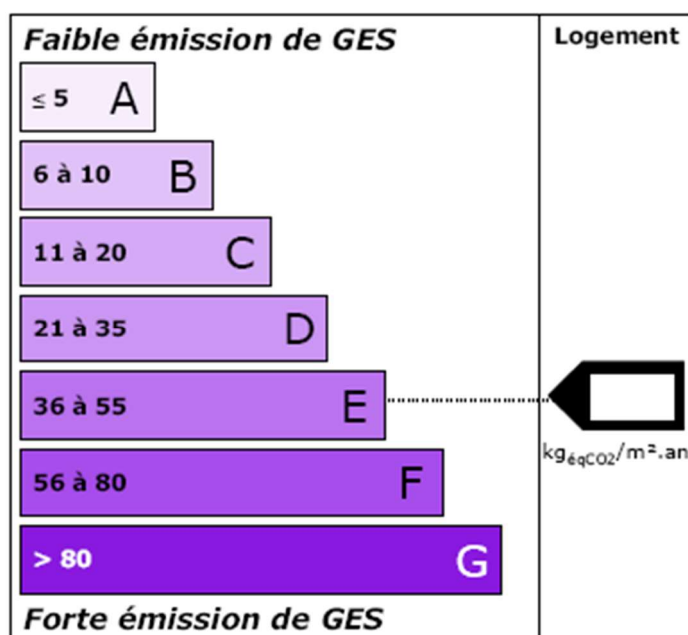 Faible émission de GES
Logement
≤ 5 A
6 à 10 B
11 à 20 C
21 à 35 D
36 à 55 E
kgéqCO2/m².an
56 à 80 F
> 80 G
Forte émission de GES